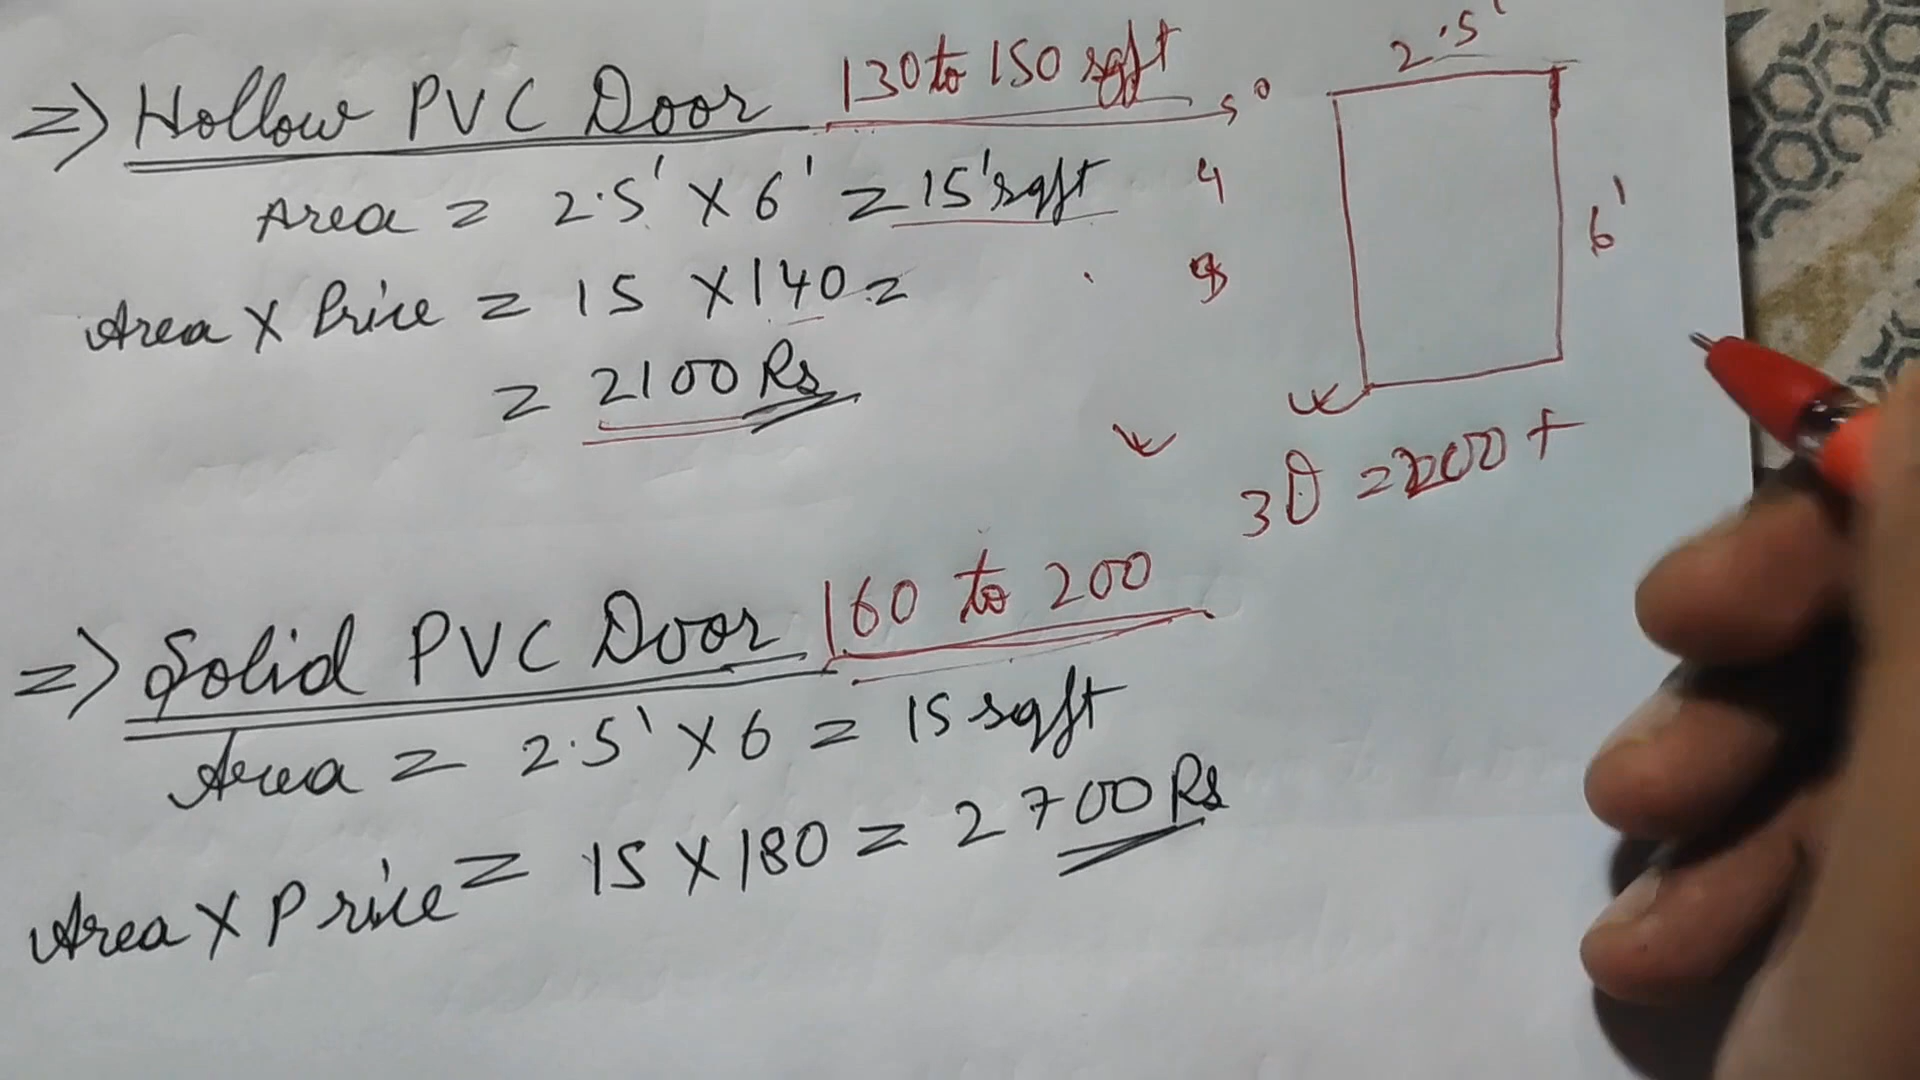 => Hollow PVC Door 130 to 150 sqft
Area = 2.5' X 6' = 15' sqft
Area X Price = 15 X 140 =
= 2100 Rs
2.5'
6'
4
3D = 200 +
=> Solid PVC Door 160 to 200
Area = 2.5' X 6 = 15 sqft
Area X Price = 15 X 180 = 2700 Rs